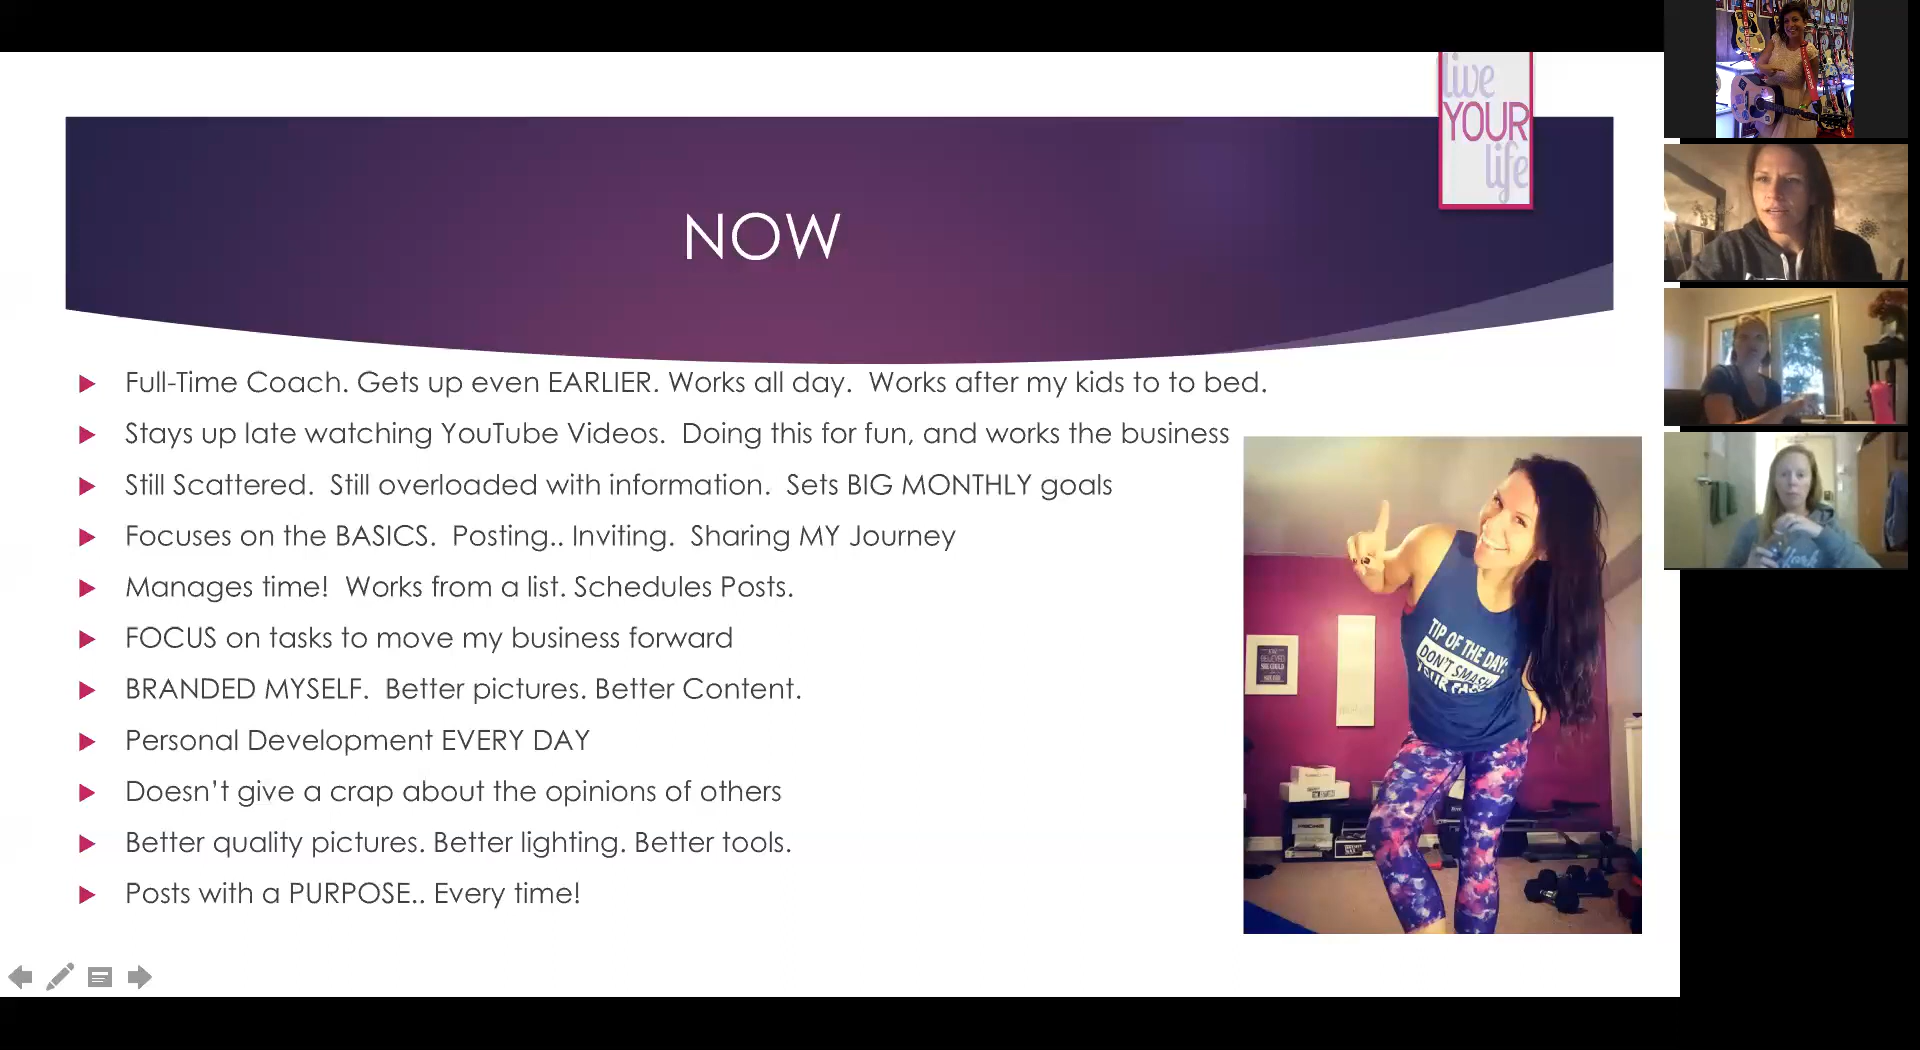 live
YOUR
life
NOW
Full-Time Coach. Gets up even EARLIER. Works all day.  Works after my kids to to bed.
Stays up late watching YouTube Videos.  Doing this for fun, and works the business
Still Scattered.  Still overloaded with information.  Sets BIG MONTHLY goals
Focuses on the BASICS.  Posting.. Inviting.  Sharing MY Journey
Manages time!  Works from a list. Schedules Posts.
FOCUS on tasks to move my business forward
BRANDED MYSELF.  Better pictures. Better Content.
Personal Development EVERY DAY
Doesn't give a crap about the opinions of others
Better quality pictures. Better lighting. Better tools.
Posts with a PURPOSE.. Every time!
TIP OF THE DAY:
DON'T SMASH
YOUR